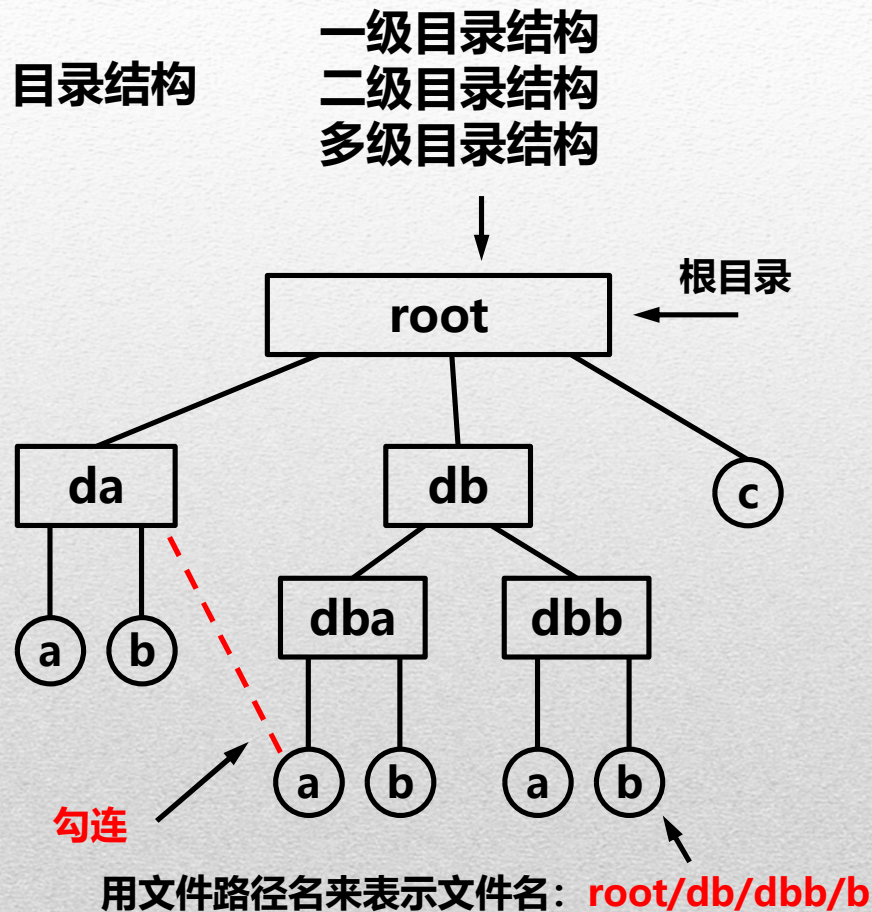 目录结构
一级目录结构
二级目录结构
多级目录结构
根目录
root
da
db
c
dba
dbb
a
b
a
b
a
b
勾连
用文件路径名来表示文件名：root/db/dbb/b